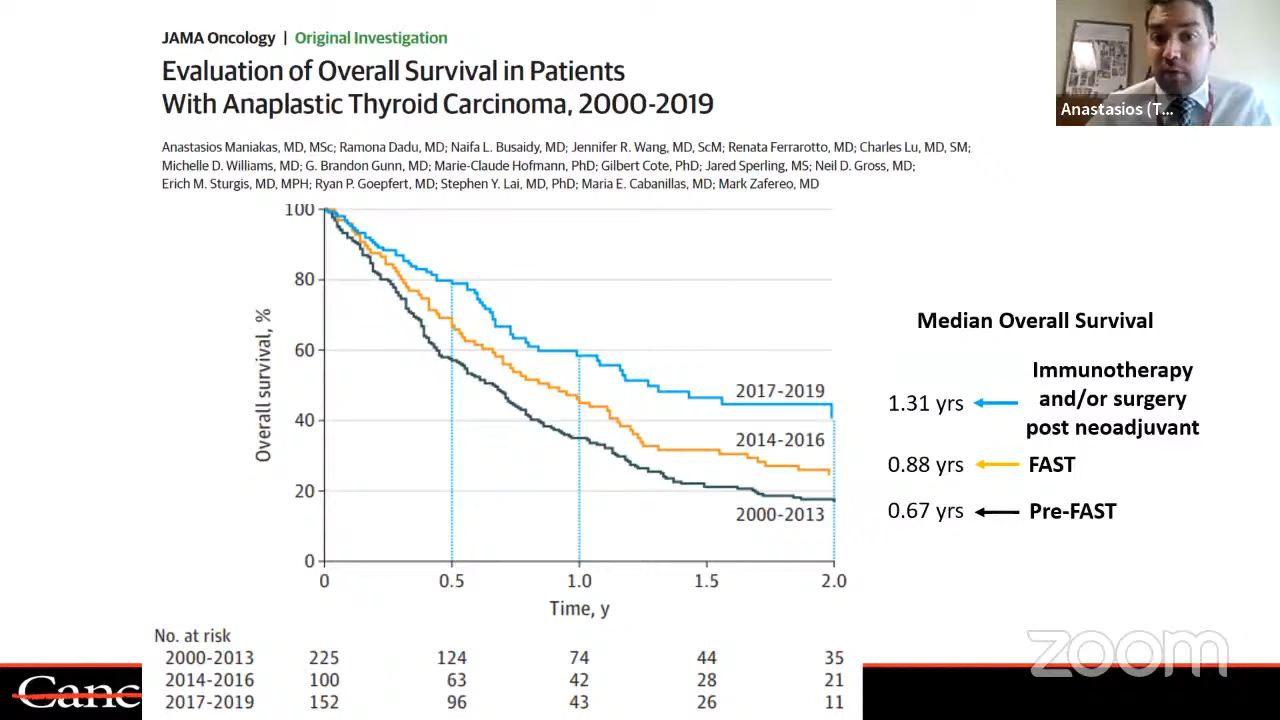 JAMA Oncology | Original Investigation
Evaluation of Overall Survival in Patients
With Anaplastic Thyroid Carcinoma, 2000-2019
Anastasios (T...
Anastasios Maniakas, MD, MSc; Ramona Dadu, MD; Naifa L. Busaidy, MD; Jennifer R. Wang, MD, ScM; Renata Ferrarotto, MD; Charles Lu, MD, SM;
Michelle D. Williams, MD; G. Brandon Gunn, MD; Marie-Claude Hofmann, PhD; Gilbert Cote, PhD; Jared Sperling, MS; Neil D. Gross, MD;
Erich M. Sturgis, MD, MPH; Ryan P. Goepfert, MD; Stephen Y. Lai, MD, PhD; Maria E. Cabanillas, MD; Mark Zafereo, MD
Overall survival, %
100
80
60
40
20
0
2017-2019
2014-2016
2000-2013
0 0.5 1.0 1.5 2.0
Time, y
Median Overall Survival
1.31 yrs
Immunotherapy
and/or surgery
post neoadjuvant
0.88 yrs FAST
0.67 yrs Pre-FAST
No. at risk
2000-2013 225 124 74 44 35
2014-2016 100 63 42 28 21
2017-2019 152 96 43 26 11
Canc
zoom